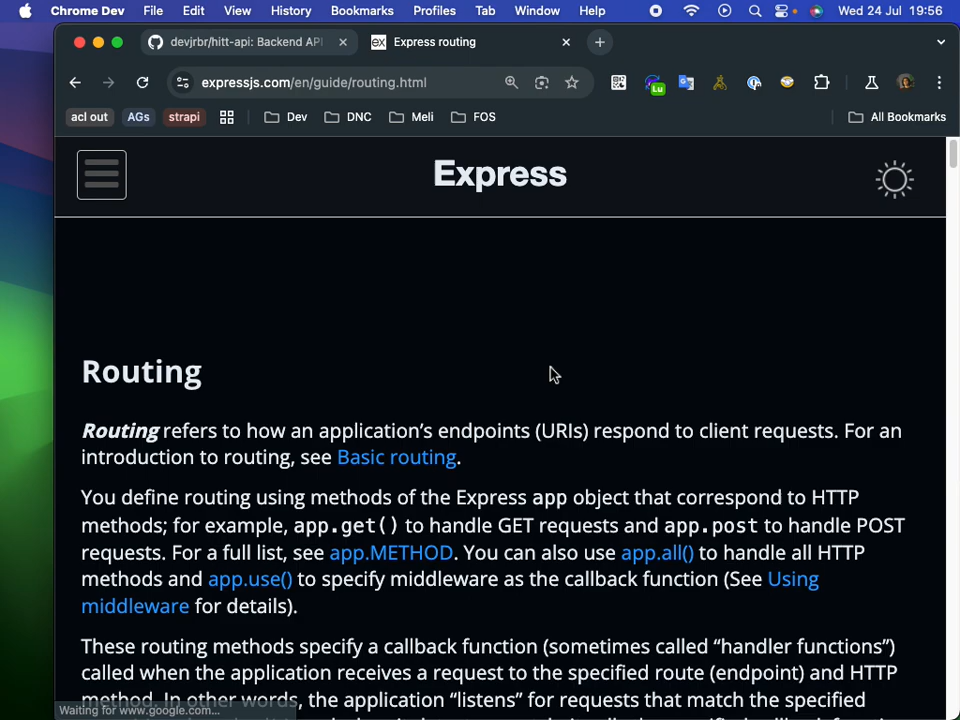 Chrome Dev File Edit View History Bookmarks Profiles Tab Window Help Wed 24 Jul 19:56
devjrbr/hitt-api: Backend API Express routing
expressjs.com/en/guide/routing.html Lu
acl out AGs strapi Dev DNC Meli FOS All Bookmarks
Express
Routing
Routing refers to how an application’s endpoints (URIs) respond to client requests. For an
introduction to routing, see Basic routing.
You define routing using methods of the Express app object that correspond to HTTP
methods; for example, app.get() to handle GET requests and app.post to handle POST
requests. For a full list, see app.METHOD. You can also use app.all() to handle all HTTP
methods and app.use() to specify middleware as the callback function (See Using
middleware for details).
These routing methods specify a callback function (sometimes called “handler functions”)
called when the application receives a request to the specified route (endpoint) and HTTP
method. In other words, the application “listens” for requests that match the specified
Waiting for www.google.com...